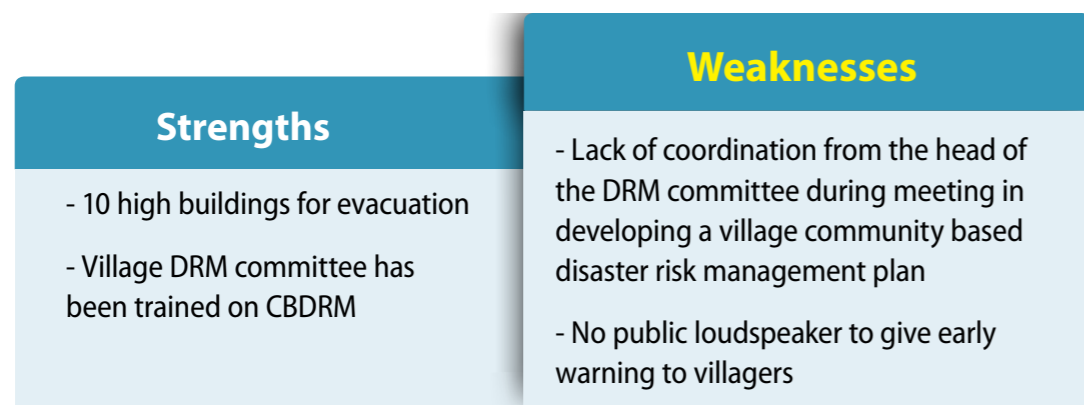 Strengths
- 10 high buildings for evacuation
- Village DRM committee has
been trained on CBDRM
Weaknesses
- Lack of coordination from the head of
the DRM committee during meeting in
developing a village community based
disaster risk management plan
- No public loudspeaker to give early
warning to villagers